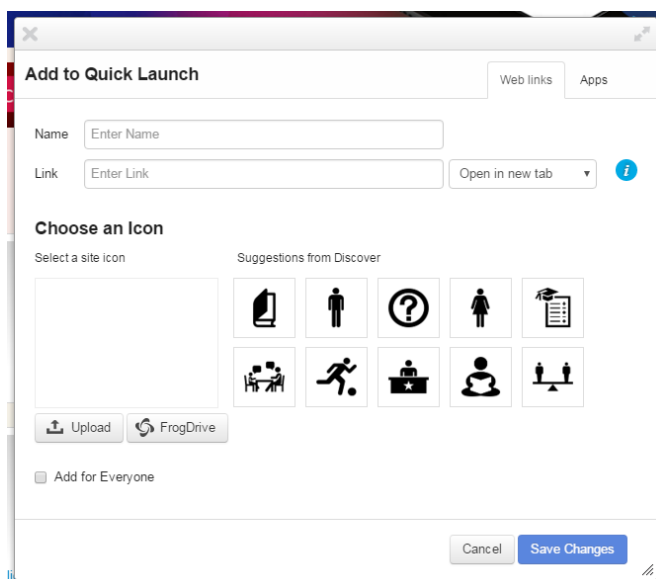 Add to Quick Launch
Web links
Apps
Name
Enter Name
Link
Enter Link
Open in new tab
i
Choose an Icon
Select a site icon
Suggestions from Discover
Upload
FrogDrive
Add for Everyone
Cancel
Save Changes